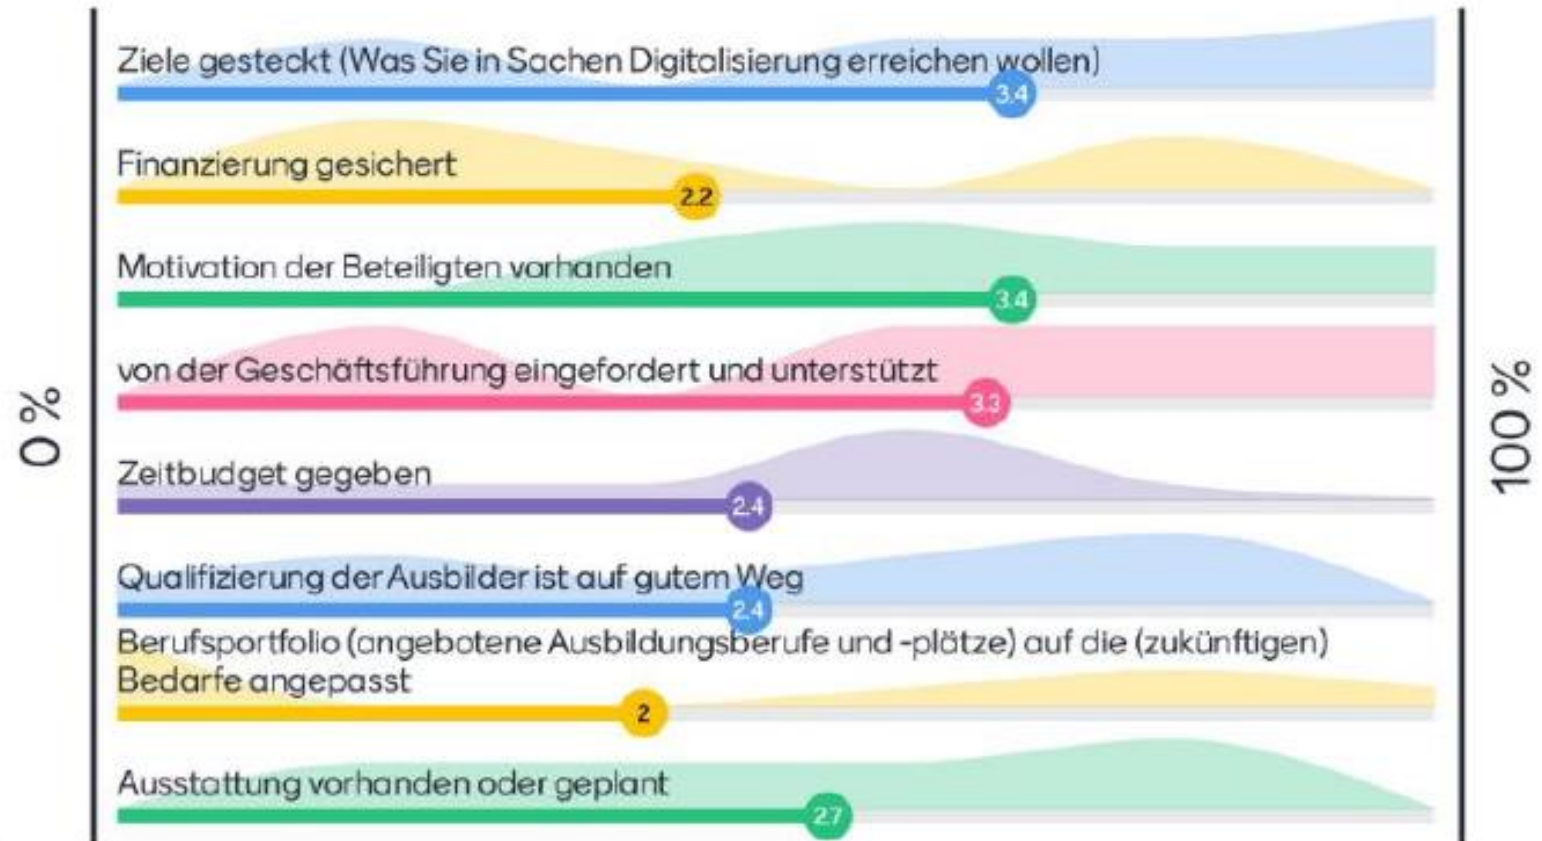 Ziele gesteckt (Was Sie in Sachen Digitalisierung erreichen wollen)
3.4
Finanzierung gesichert
2.2
Motivation der Beteiligten vorhanden
3.4
von der Geschäftsführung eingefordert und unterstützt
3.3
0 %
100 %
Zeitbudget gegeben
2.4
Qualifizierung der Ausbilder ist auf gutem Weg
2.4
Berufsportfolio (angebotene Ausbildungsberufe und -plätze) auf die (zukünftigen)
Bedarfe angepasst
2
Ausstattung vorhanden oder geplant
2.7